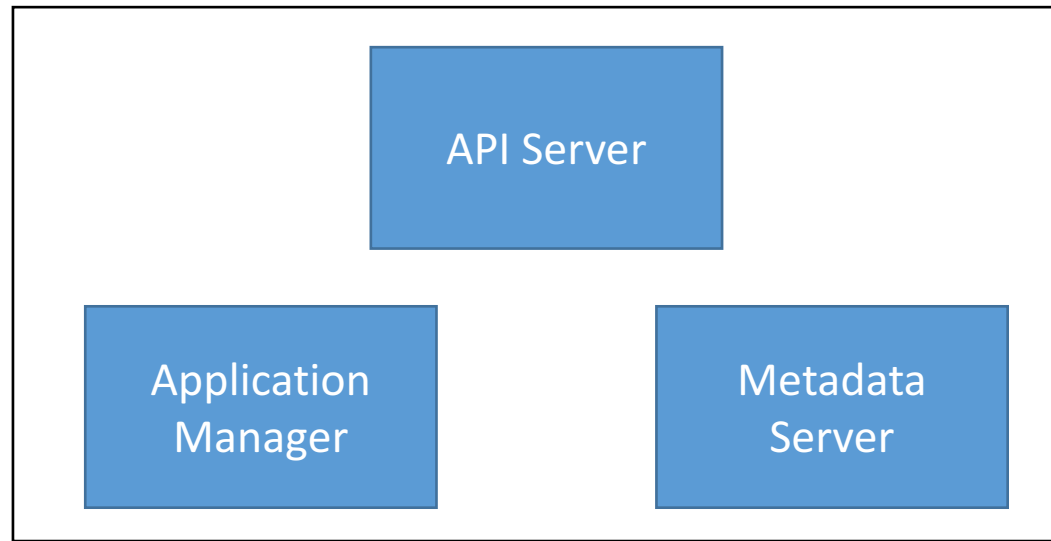 API Server
Application
Manager
Metadata
Server